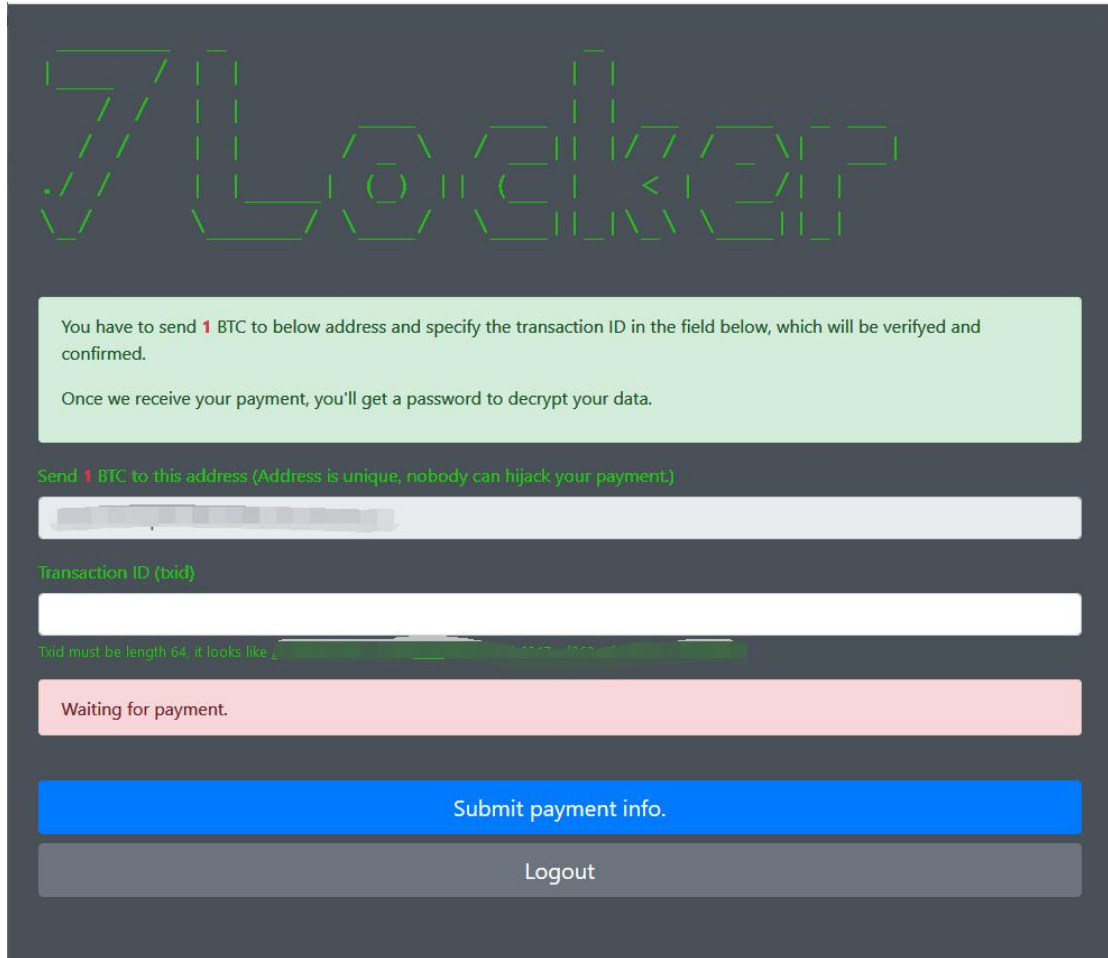 7Locker
You have to send 1 BTC to below address and specify the transaction ID in the field below, which will be verifyed and
confirmed.
Once we receive your payment, you'll get a password to decrypt your data.
Send 1 BTC to this address (Address is unique, nobody can hijack your payment.)
Transaction ID (txid)
Txid must be length 64, it looks like
Waiting for payment.
Submit payment info.
Logout